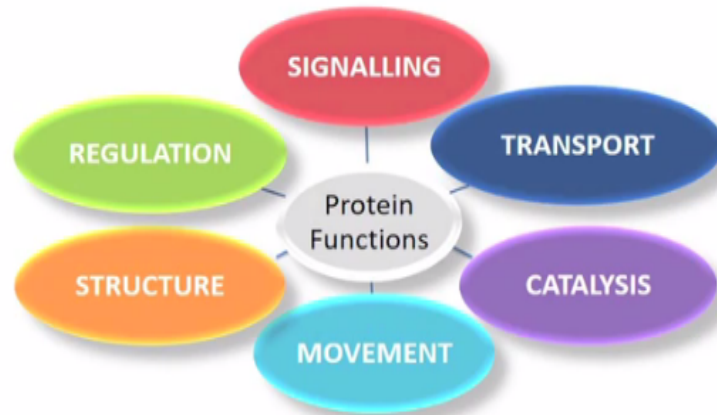 SIGNALLING
REGULATION
TRANSPORT
Protein
Functions
STRUCTURE
CATALYSIS
MOVEMENT